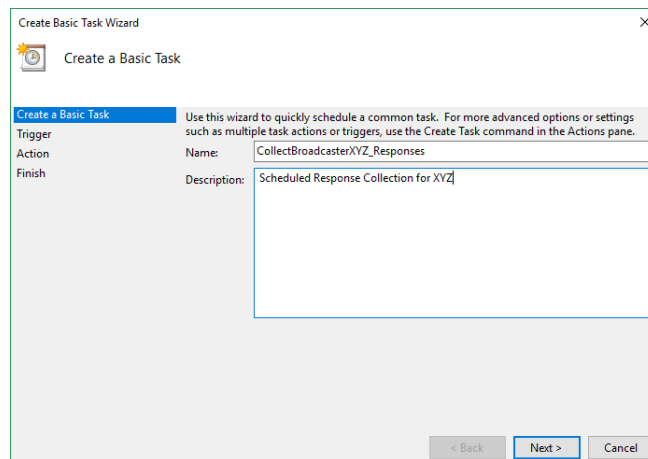 Create Basic Task Wizard
Create a Basic Task
Create a Basic Task
Trigger
Action
Finish
Use this wizard to quickly schedule a common task.  For more advanced options or settings
such as multiple task actions or triggers, use the Create Task command in the Actions pane.
Name: CollectBroadcasterXYZ_Responses
Description: Scheduled Response Collection for XYZ
< Back Next > Cancel